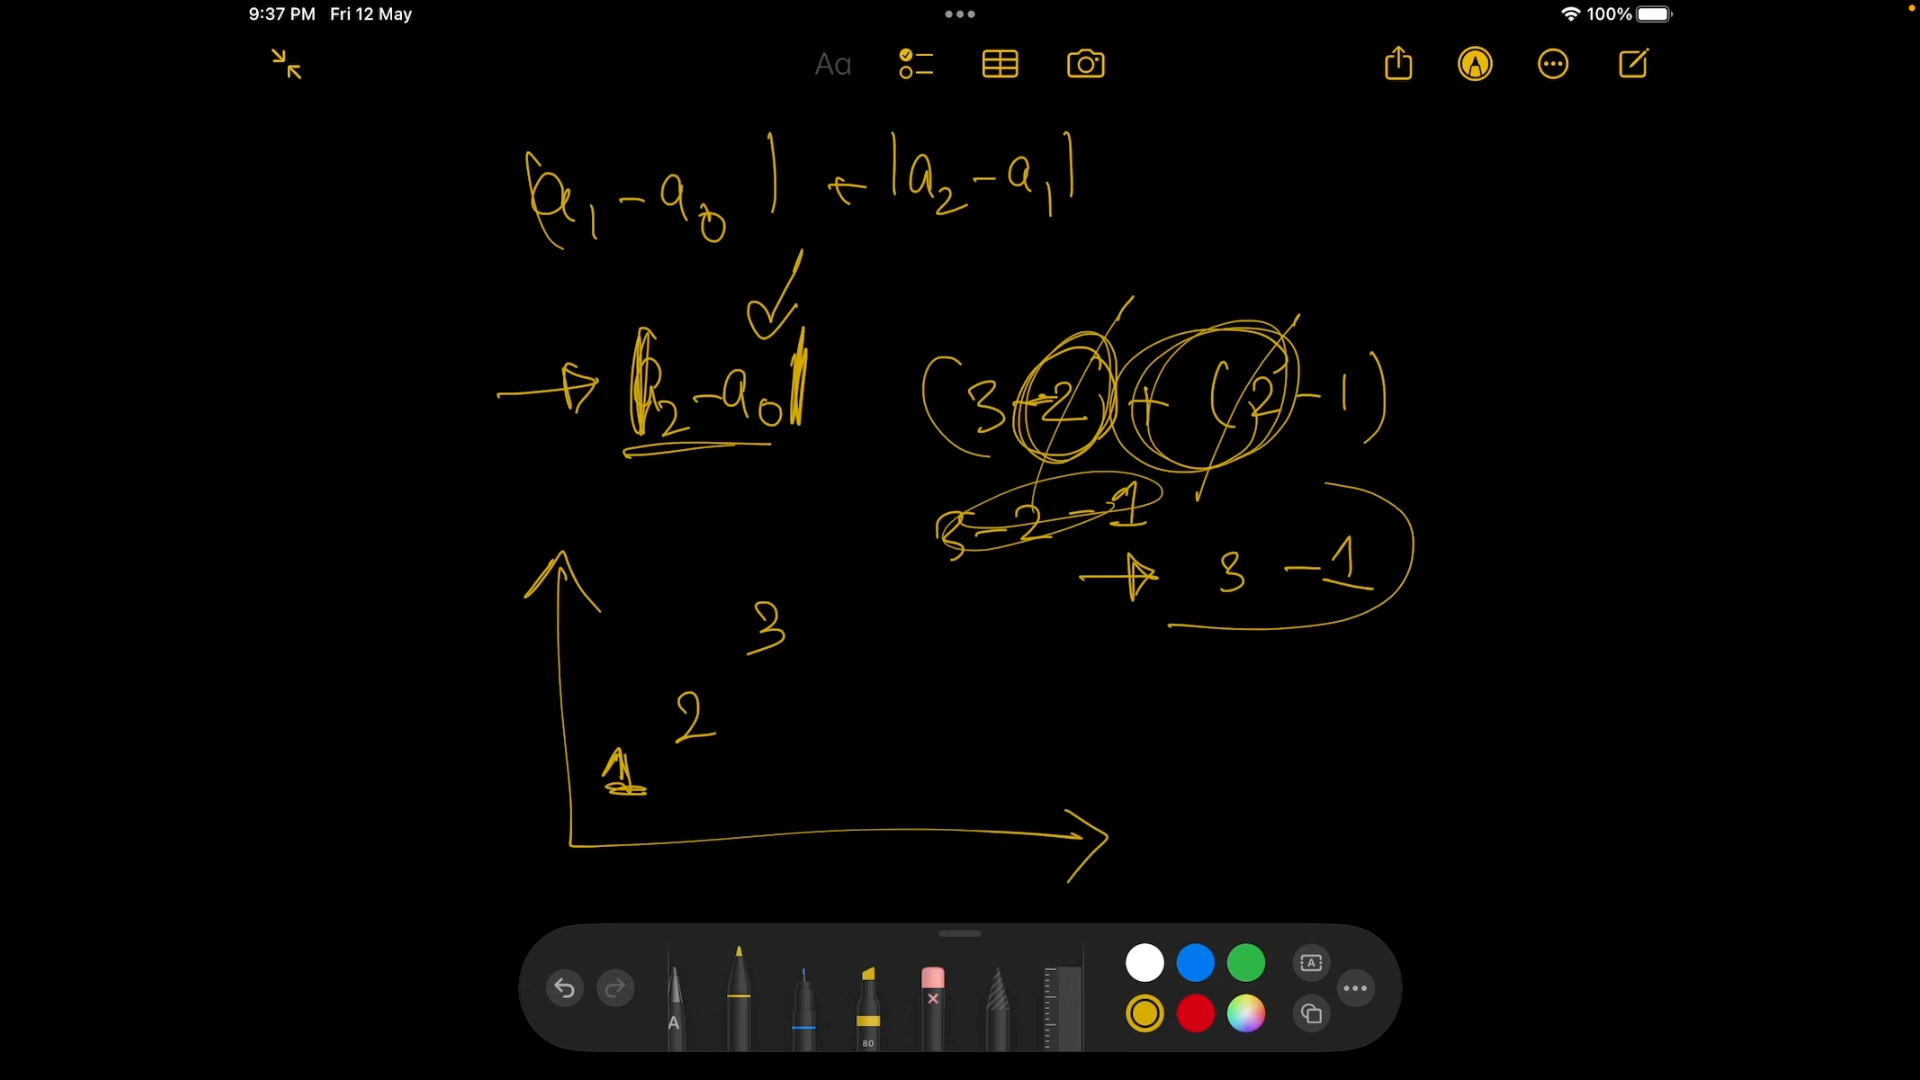 9:37 PM Fri 12 May
100%
Aa
|a₁ - a₀| + |a₂ - a₁|
→ |a₂ - a₀|
(3 - 2) + (2 - 1)
3 - 2 - 1
→ 3 - 1
3
2
1
A
80
A